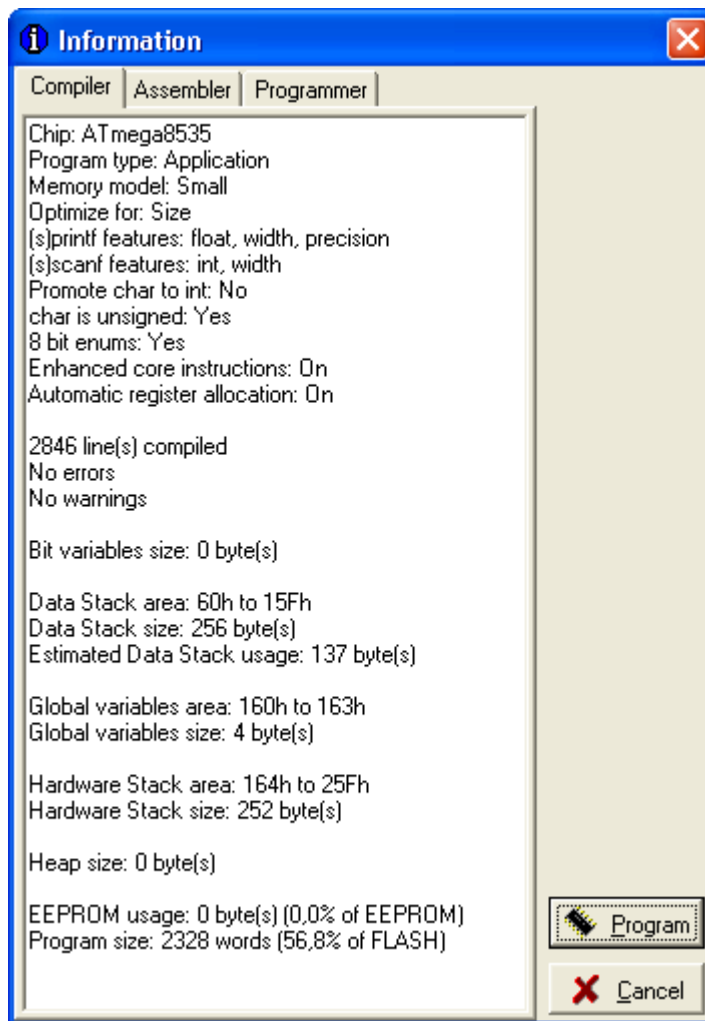 Information
Compiler Assembler Programmer
Chip: ATmega8535
Program type: Application
Memory model: Small
Optimize for: Size
(s)printf features: float, width, precision
(s)scanf features: int, width
Promote char to int: No
char is unsigned: Yes
8 bit enums: Yes
Enhanced core instructions: On
Automatic register allocation: On
2846 line(s) compiled
No errors
No warnings
Bit variables size: 0 byte(s)
Data Stack area: 60h to 15Fh
Data Stack size: 256 byte(s)
Estimated Data Stack usage: 137 byte(s)
Global variables area: 160h to 163h
Global variables size: 4 byte(s)
Hardware Stack area: 164h to 25Fh
Hardware Stack size: 252 byte(s)
Heap size: 0 byte(s)
EEPROM usage: 0 byte(s) (0,0% of EEPROM)
Program size: 2328 words (56,8% of FLASH)
Program
Cancel